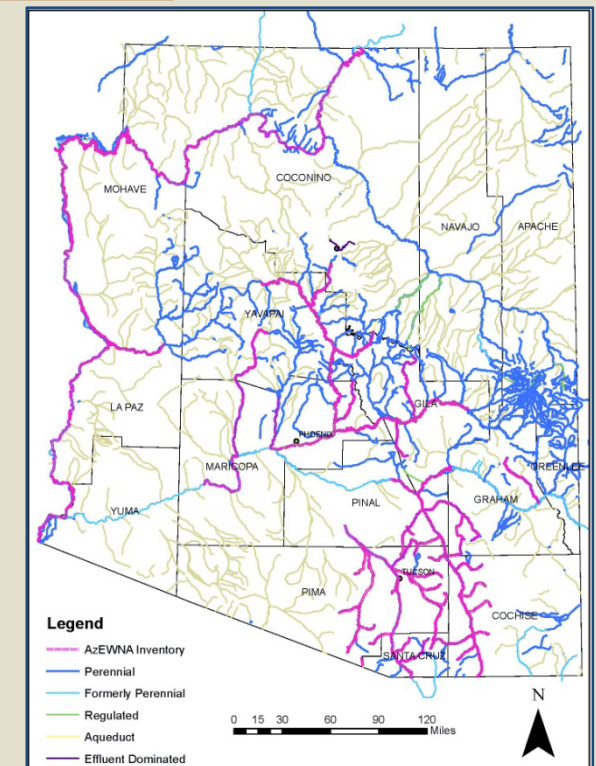 MOHAVE
COCONINO
NAVAJO
APACHE
YAVAPAI
LA PAZ
GILA
PHOENIX
MARICOPA
GREENLEE
YUMA
PINAL
GRAHAM
TUCSON
PIMA
COCHISE
SANTA CRUZ
Legend
AzEWNA Inventory
Perennial
Formerly Perennial
Regulated
Aqueduct
Effluent Dominated
0 15 30 60 90 120
Miles
N